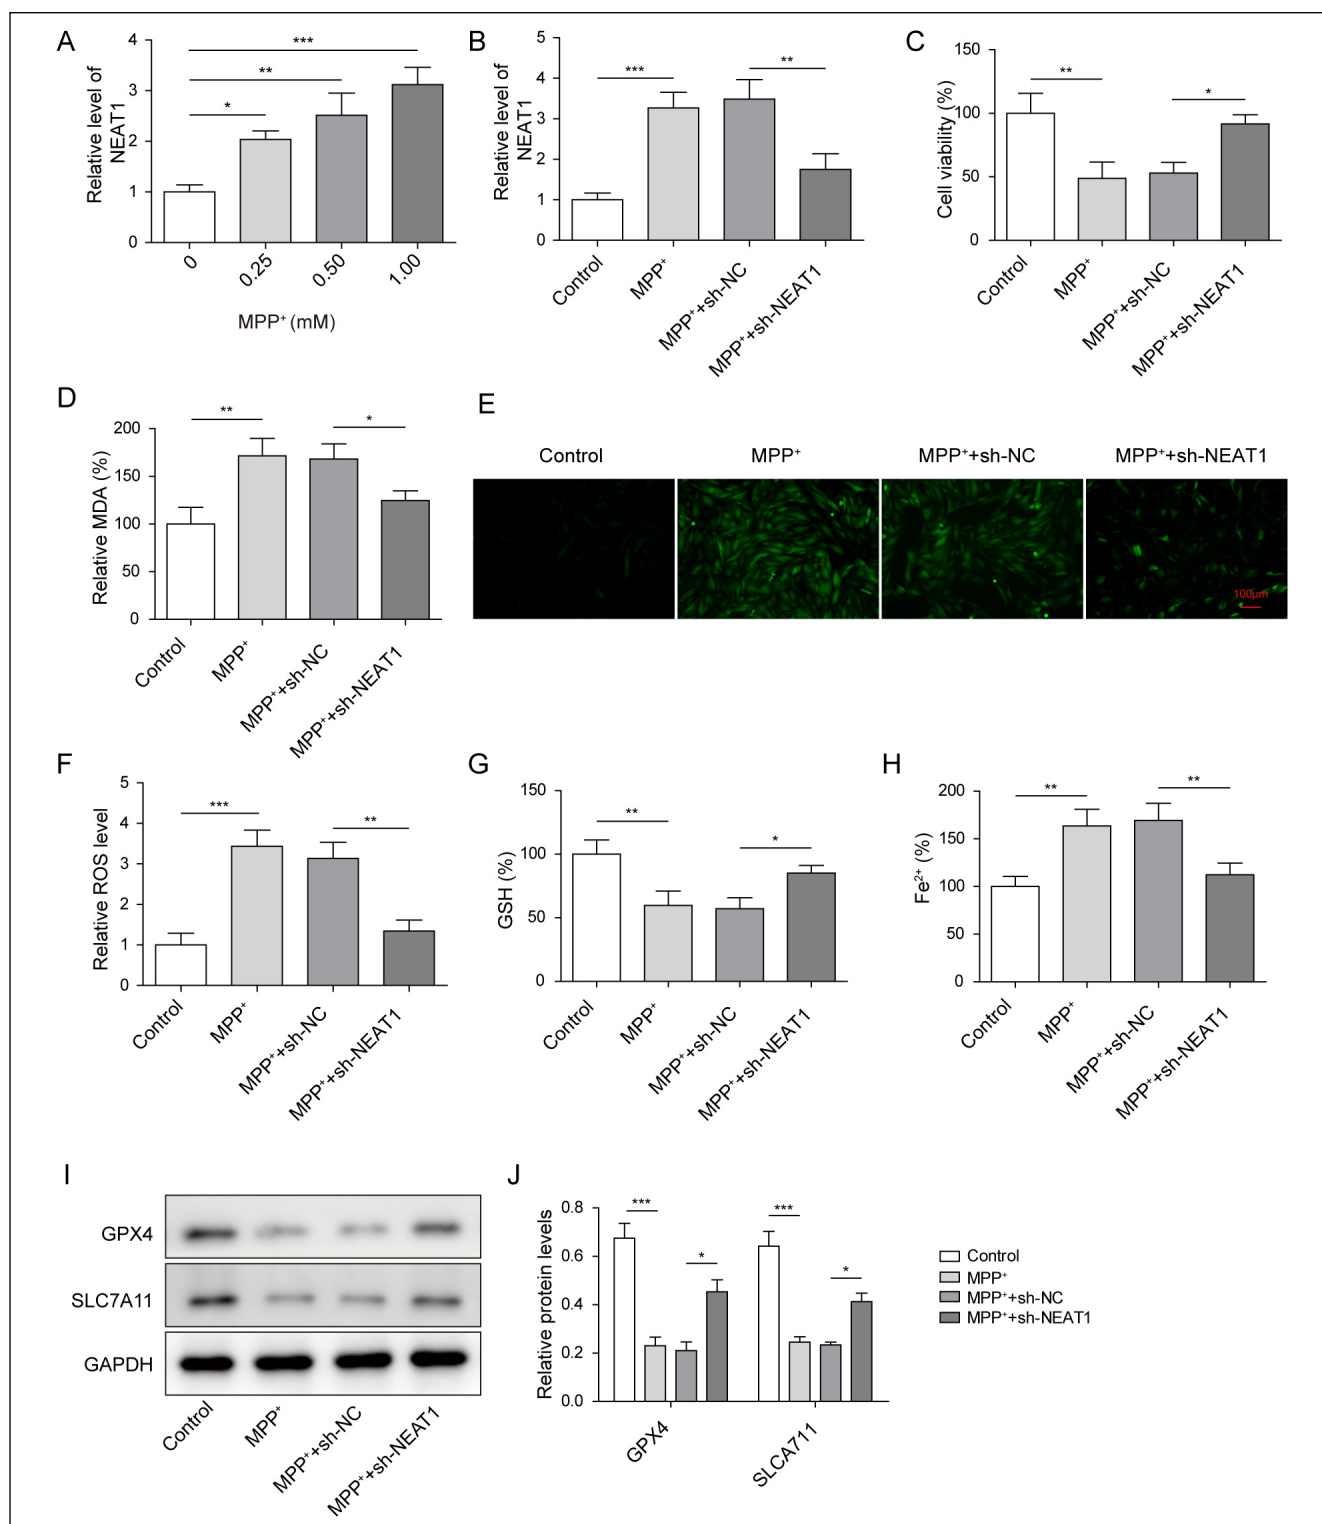 A
Relative level of
NEAT1
4
3
2
1
0
***
**
*
0
0.25
0.50
1.00
MPP⁺ (mM)
B
Relative level of
NEAT1
5
4
3
2
1
0
***
**
Control
MPP⁺
MPP⁺+sh-NC
MPP⁺+sh-NEAT1
C
Cell viability (%)
150
100
50
0
**
*
Control
MPP⁺
MPP⁺+sh-NC
MPP⁺+sh-NEAT1
D
Relative MDA (%)
200
150
100
50
0
**
*
Control
MPP⁺
MPP⁺+sh-NC
MPP⁺+sh-NEAT1
E
Control
MPP⁺
MPP⁺+sh-NC
MPP⁺+sh-NEAT1
100μm
F
Relative ROS level
5
4
3
2
1
0
***
**
Control
MPP⁺
MPP⁺+sh-NC
MPP⁺+sh-NEAT1
G
GSH (%)
150
100
50
0
**
*
Control
MPP⁺
MPP⁺+sh-NC
MPP⁺+sh-NEAT1
H
Fe²⁺ (%)
200
150
100
50
0
**
**
Control
MPP⁺
MPP⁺+sh-NC
MPP⁺+sh-NEAT1
I
GPX4
SLC7A11
GAPDH
Control
MPP⁺
MPP⁺+sh-NC
MPP⁺+sh-NEAT1
J
Relative protein levels
0.8
0.6
0.4
0.2
0.0
***
*
***
*
GPX4
SLCA711
Control
MPP⁺
MPP⁺+sh-NC
MPP⁺+sh-NEAT1